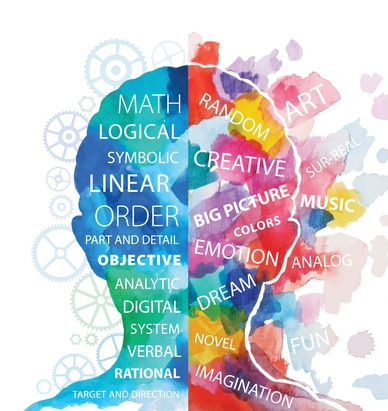 MATH
LOGICAL
SYMBOLIC
LINEAR
ORDER
PART AND DETAIL
OBJECTIVE
ANALYTIC
DIGITAL
SYSTEM
VERBAL
RATIONAL
TARGET AND DIRECTION
ART
RANDOM
SUR-REAL
CREATIVE
MUSIC
BIG PICTURE
COLORS
EMOTION
ANALOG
DREAM
NOVEL
FUN
IMAGINATION